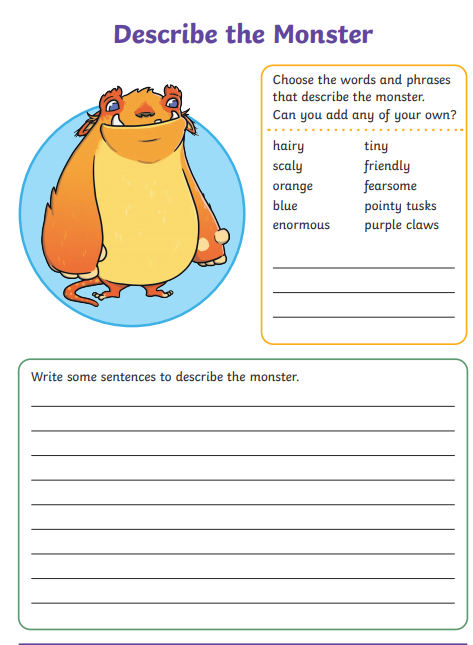 Describe the Monster
Choose the words and phrases
that describe the monster.
Can you add any of your own?
hairy
scaly
orange
blue
enormous
tiny
friendly
fearsome
pointy tusks
purple claws
Write some sentences to describe the monster.